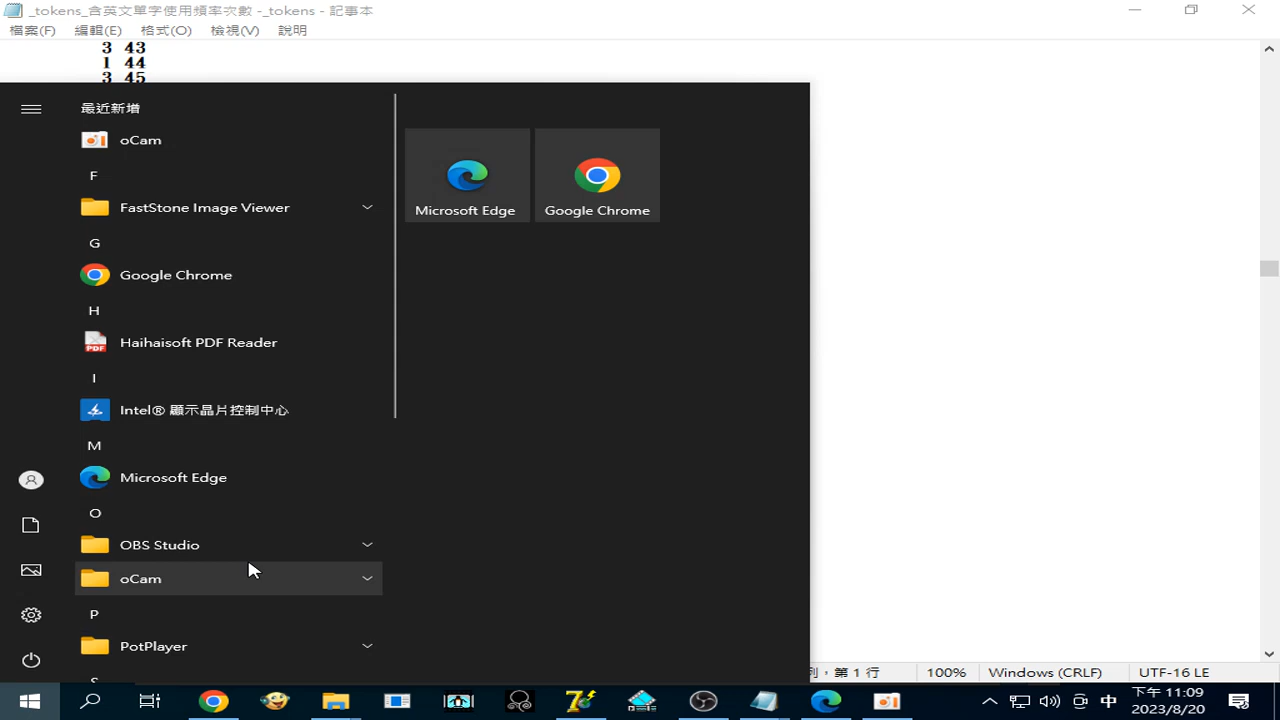 _tokens_含英文單字使用頻率次數 -_tokens - 記事本
檔案(F) 編輯(E) 格式(O) 檢視(V) 說明
3 43
1 44
3 45
最近新增
oCam
F
FastStone Image Viewer
G
Google Chrome
H
Haihaisoft PDF Reader
I
Intel® 顯示晶片控制中心
M
Microsoft Edge
O
OBS Studio
oCam
P
PotPlayer
Microsoft Edge
Google Chrome
列，第 1 行
100%
Windows (CRLF)
UTF-16 LE
中
下午 11:09
2023/8/20